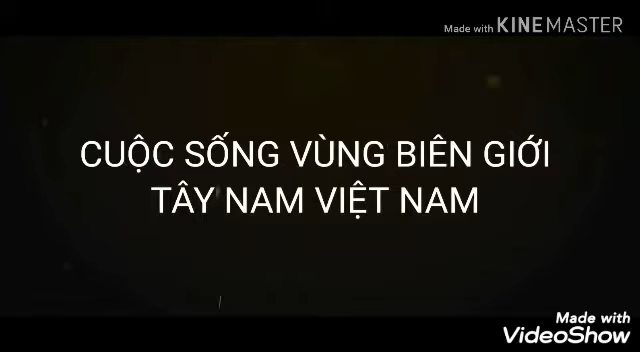 Made with KINEMASTER
CUỘC SỐNG VÙNG BIÊN GIỚI
TÂY NAM VIỆT NAM
Made with
VideoShow